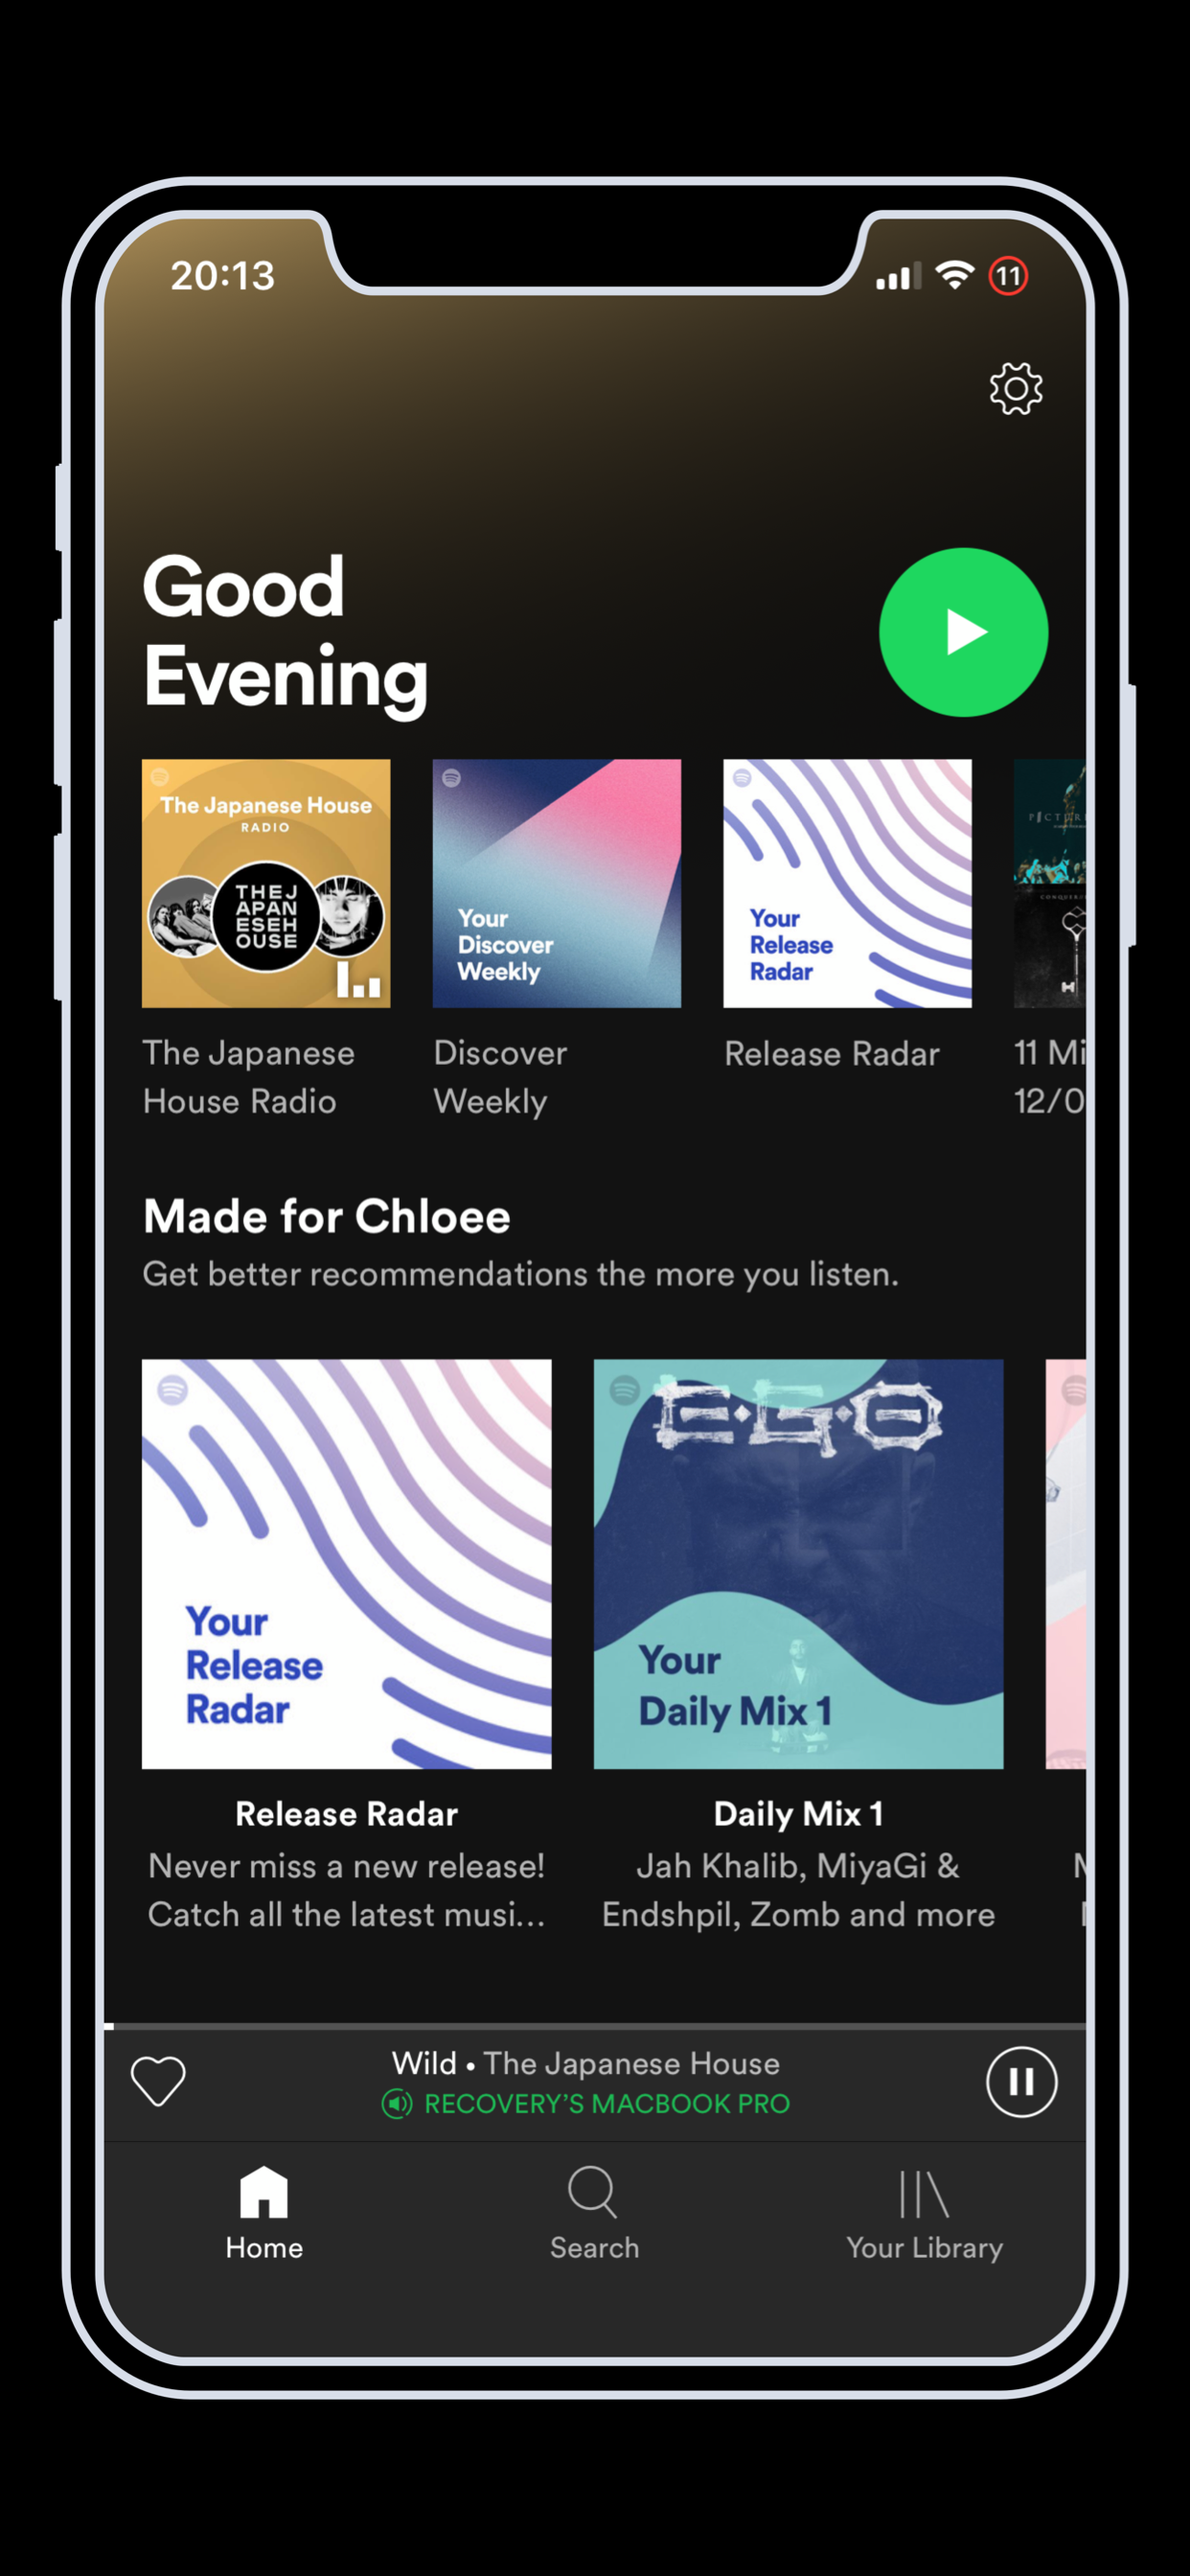 20:13
11
Good
Evening
The Japanese House
RADIO
THEJ
APAN
ESEH
OUSE
Your
Discover
Weekly
Your
Release
Radar
The Japanese
House Radio
Discover
Weekly
Release Radar
11 Mi
12/0
Made for Chloee
Get better recommendations the more you listen.
Your
Release
Radar
E·G·O
Your
Daily Mix 1
Release Radar
Never miss a new release!
Catch all the latest musi...
Daily Mix 1
Jah Khalib, MiyaGi &
Endshpil, Zomb and more
Wild • The Japanese House
RECOVERY'S MACBOOK PRO
Home
Search
Your Library